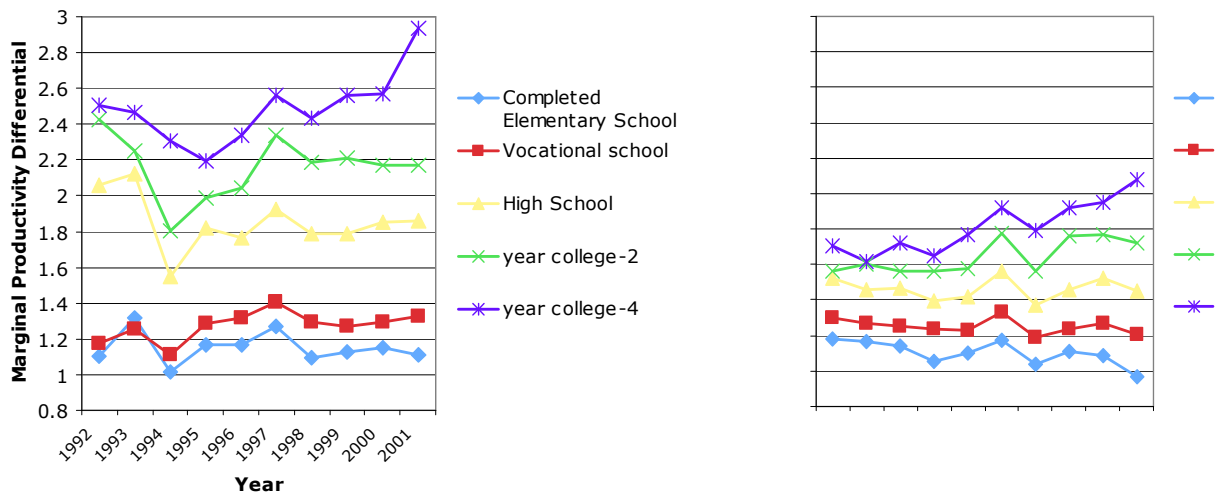 Marginal Productivity Differential
3
2.8
2.6
2.4
2.2
2
1.8
1.6
1.4
1.2
1
0.8
1992
1993
1994
1995
1996
1997
1998
1999
2000
2001
Year
Completed
Elementary School
Vocational school
High School
year college-2
year college-4